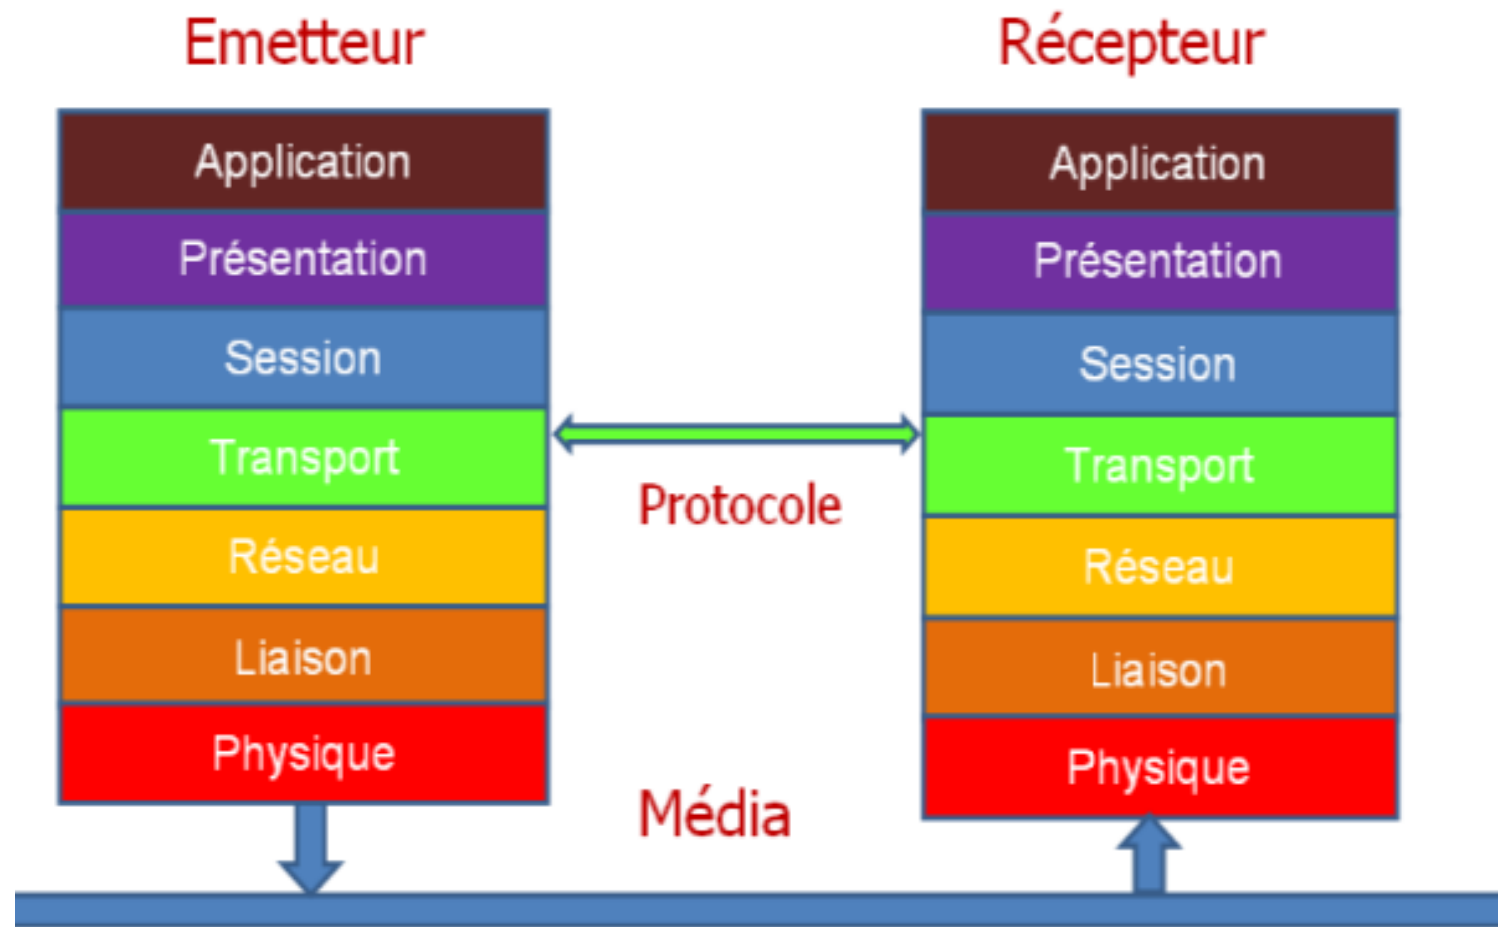 Emetteur
Récepteur
Application
Présentation
Session
Transport
Réseau
Liaison
Physique
Protocole
Média
Application
Présentation
Session
Transport
Réseau
Liaison
Physique